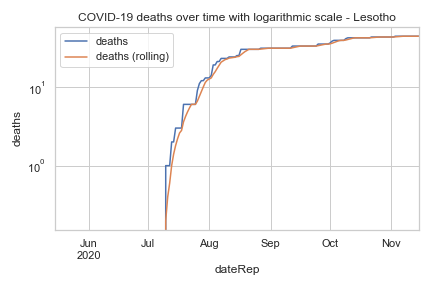 COVID-19 deaths over time with logarithmic scale - Lesotho
deaths
deaths (rolling)
10¹
10⁰
deaths
Jun
2020
Jul
Aug
Sep
Oct
Nov
dateRep